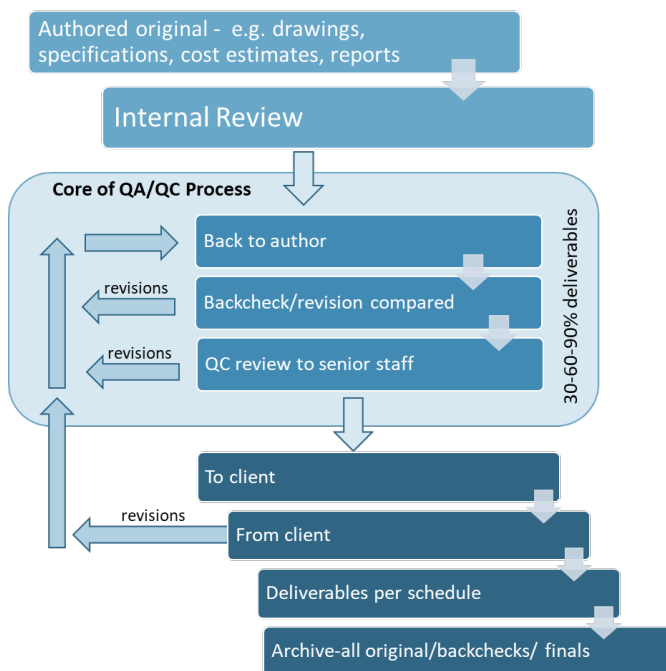 Authored original - e.g. drawings,
specifications, cost estimates, reports
Internal Review
Core of QA/QC Process
Back to author
revisions
Backcheck/revision compared
revisions
QC review to senior staff
30-60-90% deliverables
To client
revisions
From client
Deliverables per schedule
Archive-all original/backchecks/ finals